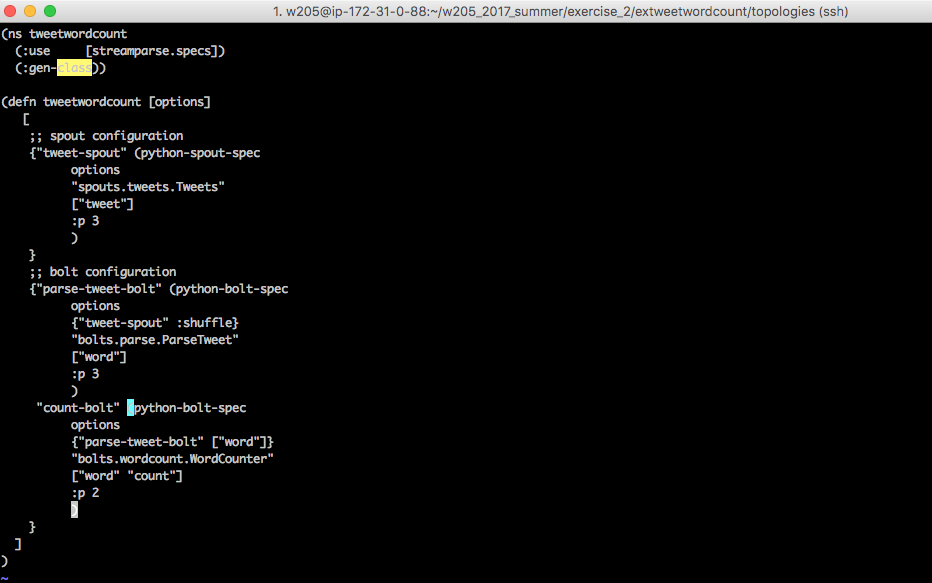 1. w205@ip-172-31-0-88:~/w205_2017_summer/exercise_2/extweetwordcount/topologies (ssh)
(ns tweetwordcount
  (:use     [streamparse.specs])
  (:gen-class))

(defn tweetwordcount [options]
   [
    ;; spout configuration
    {"tweet-spout" (python-spout-spec
          options
          "spouts.tweets.Tweets"
          ["tweet"]
          :p 3
          )
    }
    ;; bolt configuration
    {"parse-tweet-bolt" (python-bolt-spec
          options
          {"tweet-spout" :shuffle}
          "bolts.parse.ParseTweet"
          ["word"]
          :p 3
          )
     "count-bolt" (python-bolt-spec
          options
          {"parse-tweet-bolt" ["word"]}
          "bolts.wordcount.WordCounter"
          ["word" "count"]
          :p 2
          )
    }
  ]
)
~